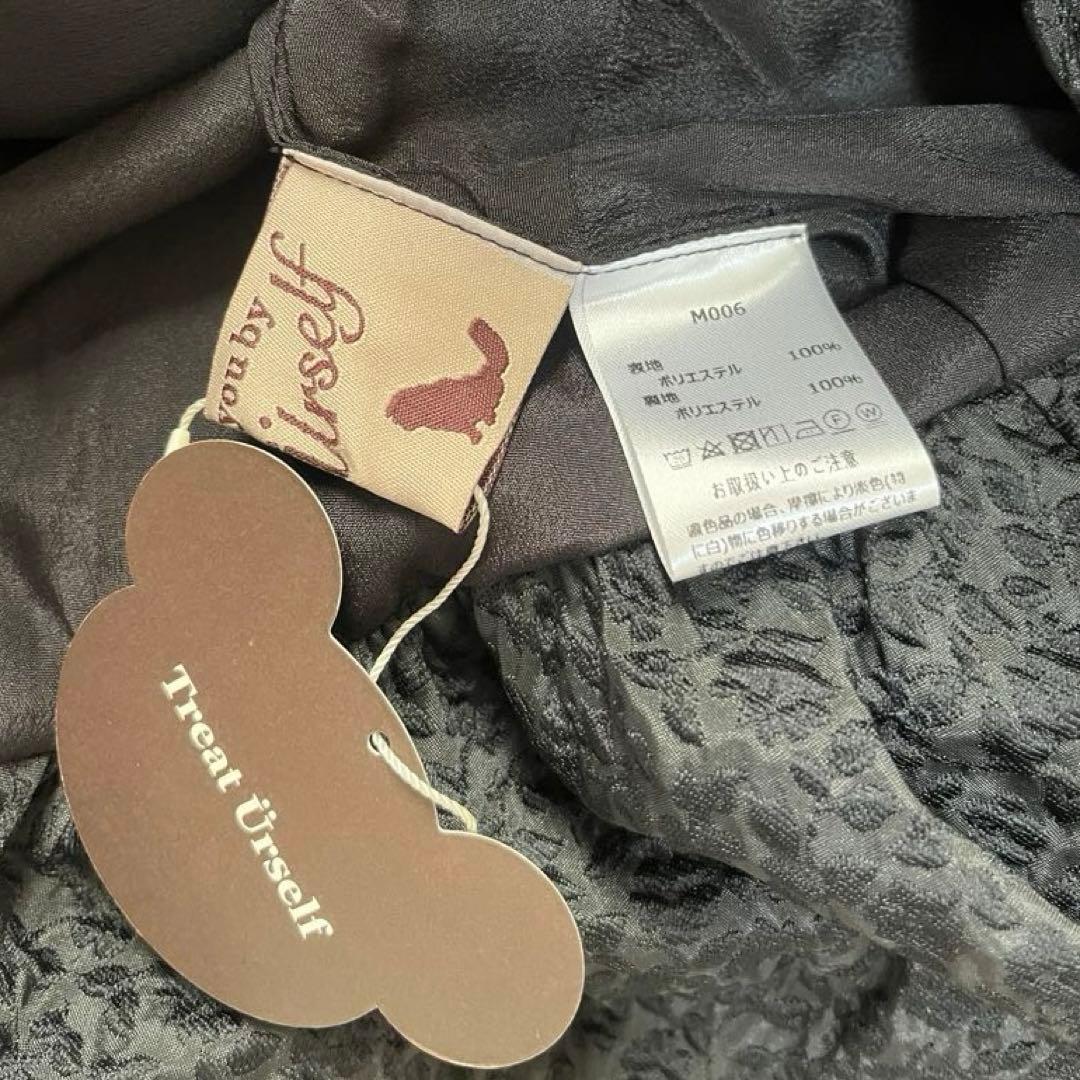 you by
Ürself
M006
表地
ポリエステル 100%
裏地
ポリエステル 100%
F W
お取扱い上のご注意
濃色品の場合、摩擦により淡色(特
に白)物に色移りする場合がございま
Treat Ürself